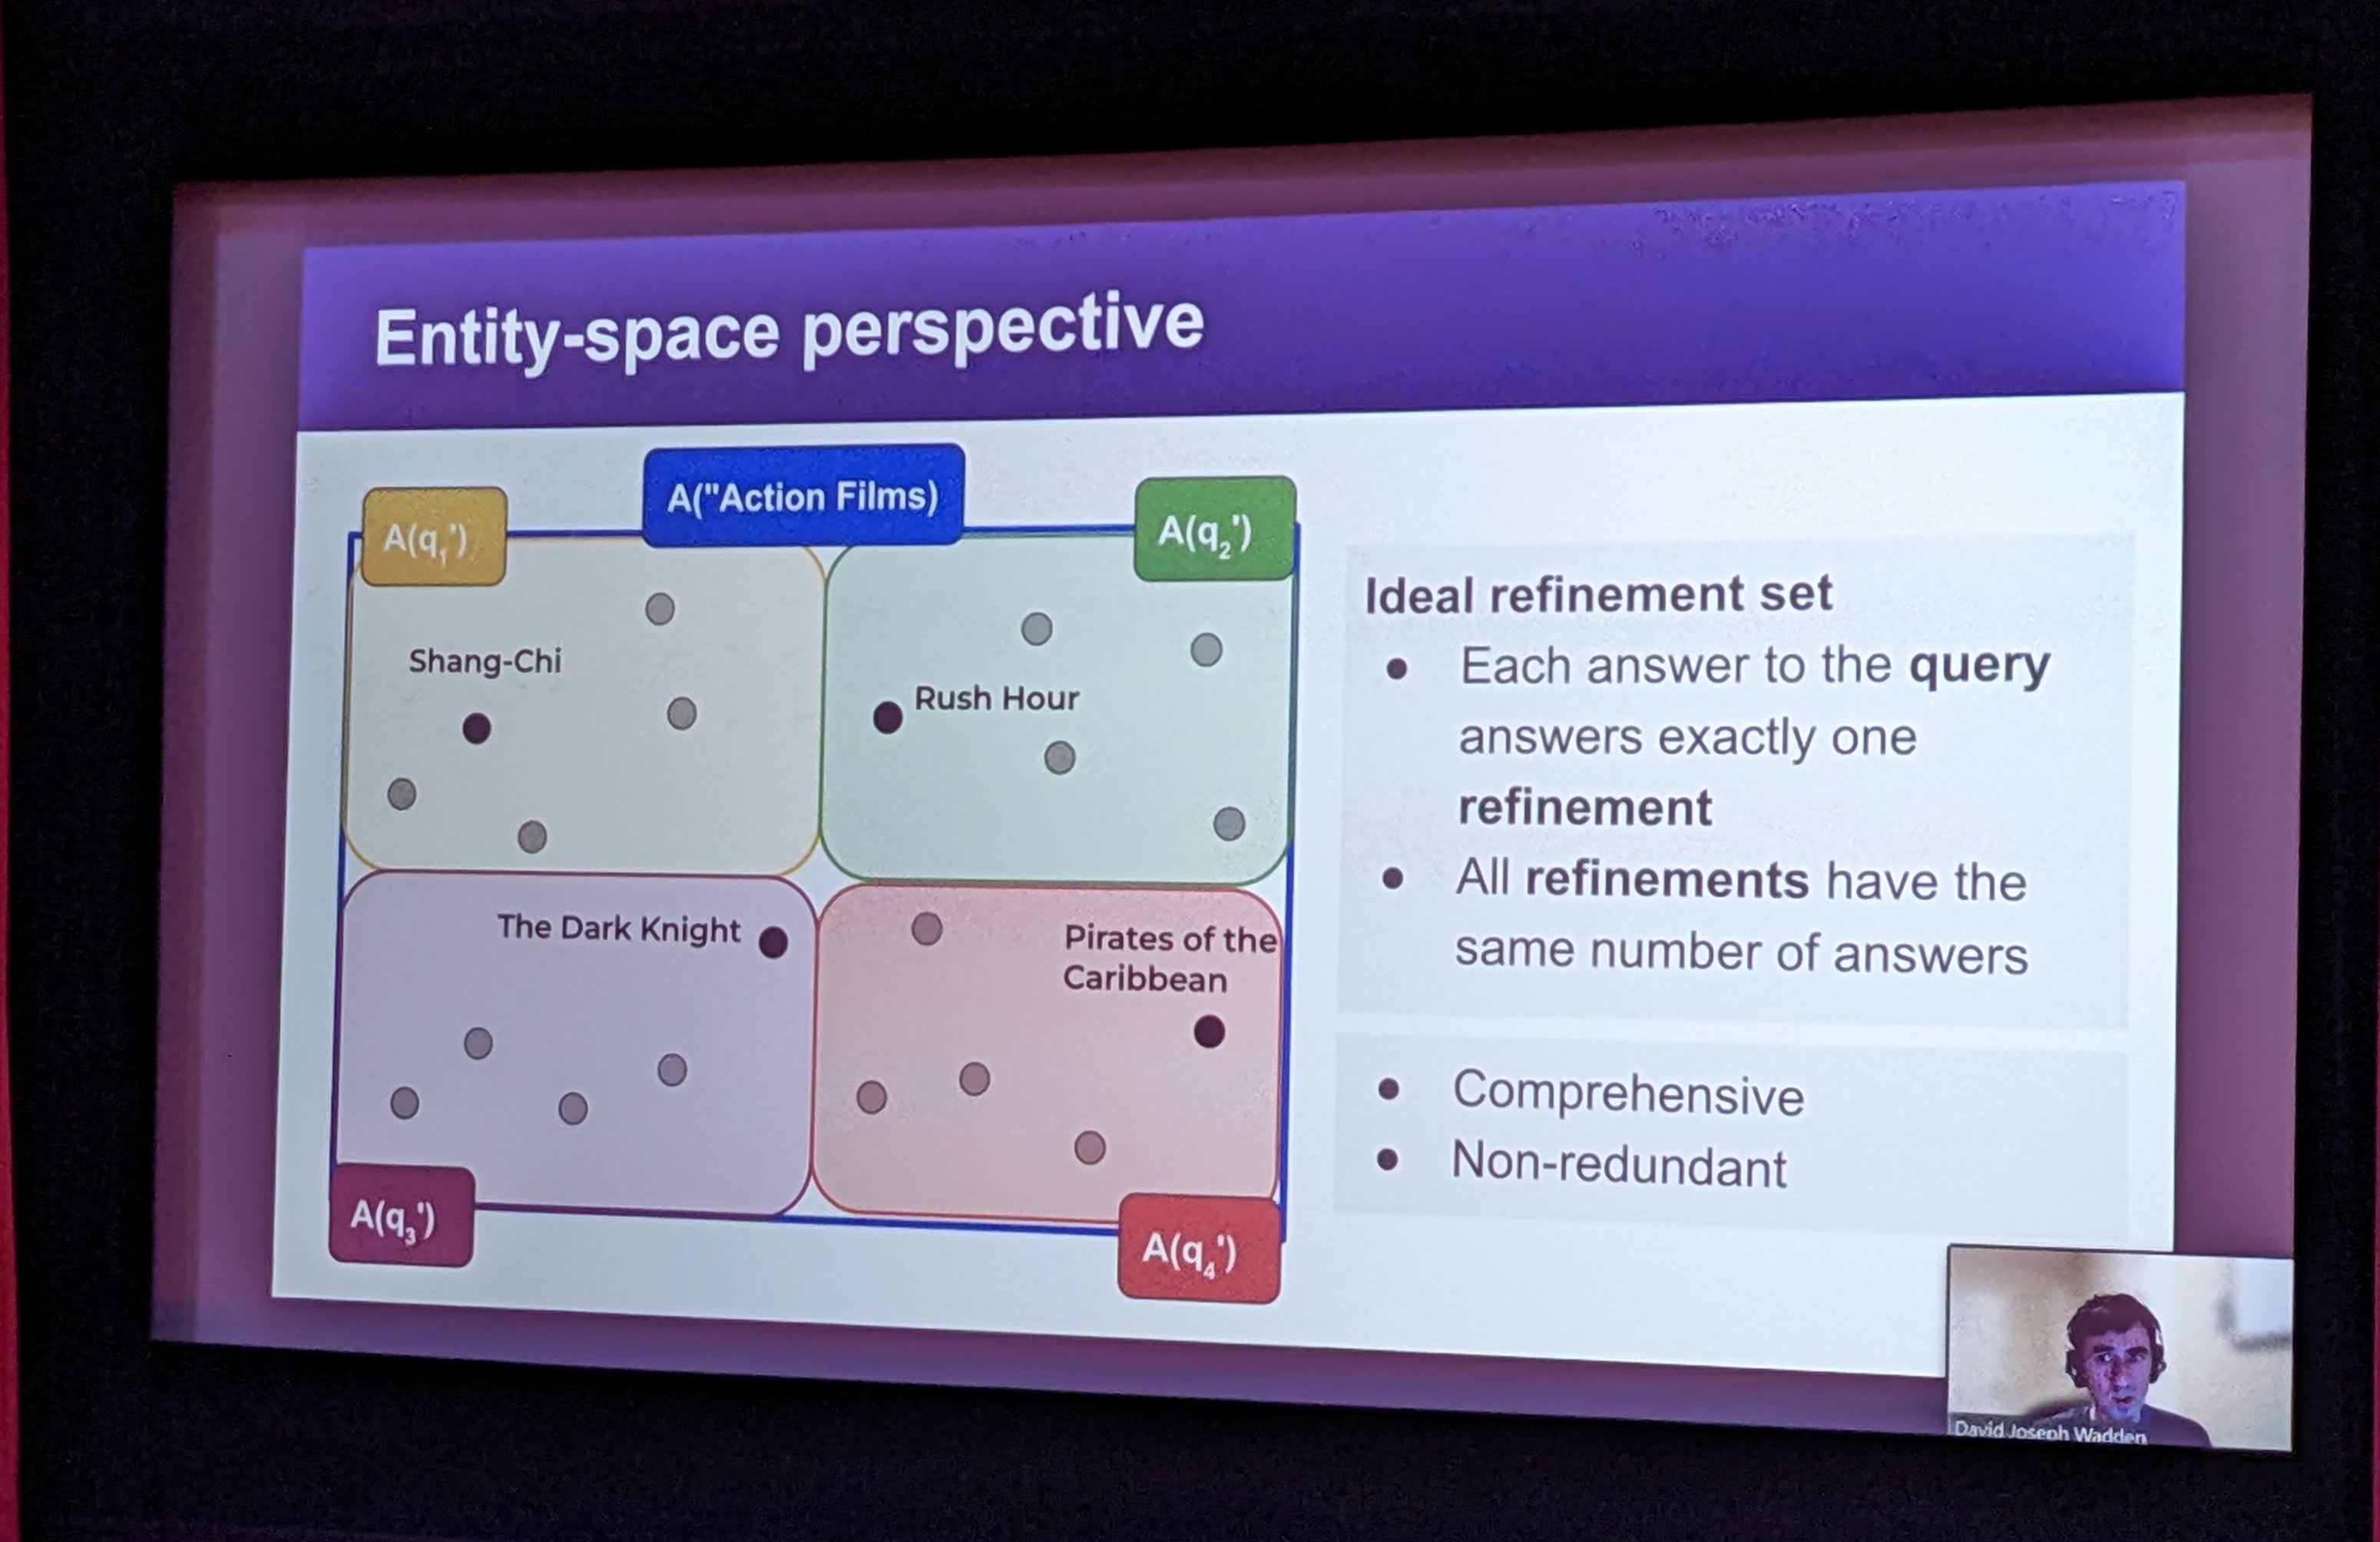 Entity-space perspective
A("Action Films)
A(q₁')
A(q₂')
Shang-Chi
Rush Hour
The Dark Knight
Pirates of the
Caribbean
A(q₃')
A(q₄')
Ideal refinement set
● Each answer to the query
answers exactly one
refinement
● All refinements have the
same number of answers
● Comprehensive
● Non-redundant
David Joseph Wadden